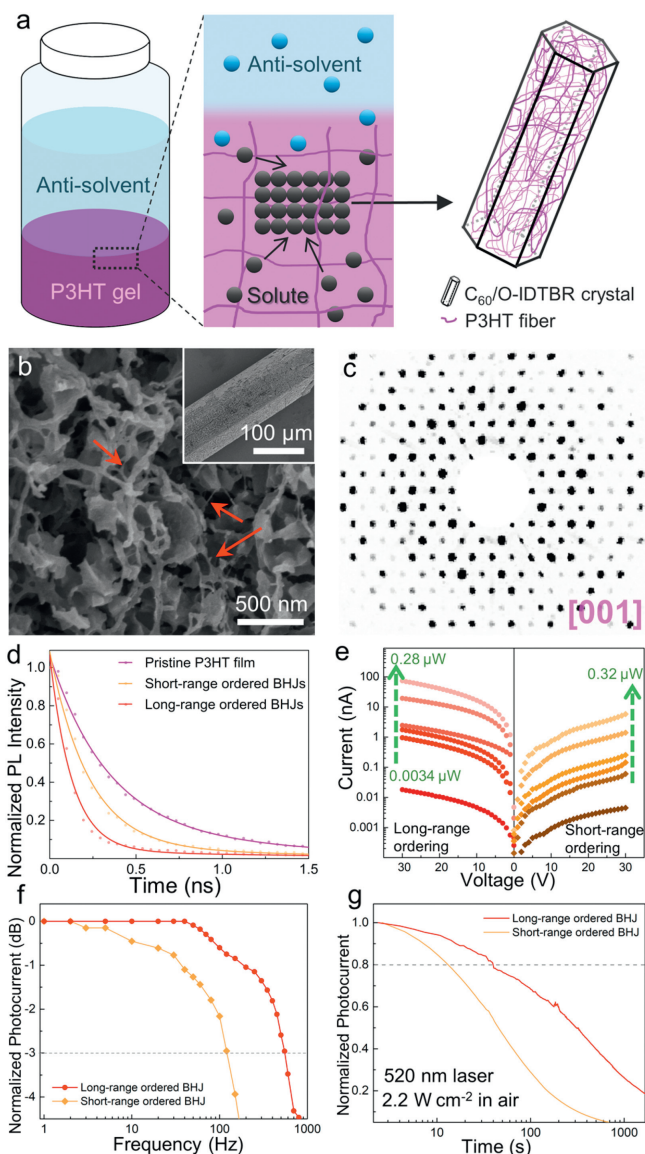 a
Anti-solvent
P3HT gel
Anti-solvent
Solute
C₆₀/O-IDTBR crystal
P3HT fiber
b
100 µm
500 nm
c
[001]
d
Normalized PL Intensity
1.0
0.8
0.6
0.4
0.2
Pristine P3HT film
Short-range ordered BHJs
Long-range ordered BHJs
0.0 0.5 1.0 1.5
Time (ns)
e
Current (nA)
100
10
1
0.1
0.01
0.001
0.28 µW
0.0034 µW
0.32 µW
Long-range ordering
Short-range ordering
30 20 10 0 10 20 30
Voltage (V)
f
Normalized Photocurrent (dB)
0
-1
-2
-3
-4
Long-range ordered BHJ
Short-range ordered BHJ
1 10 100 1000
Frequency (Hz)
g
Normalized Photocurrent
1.0
0.8
0.6
0.4
0.2
Long-range ordered BHJ
Short-range ordered BHJ
520 nm laser
2.2 W cm⁻² in air
10 100 1000
Time (s)